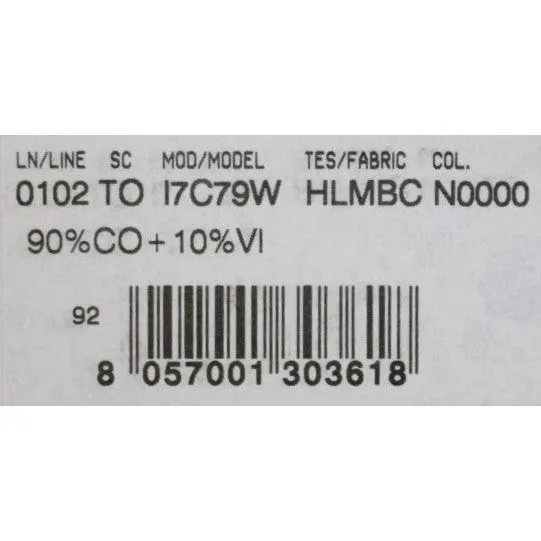 LN/LINE SC MOD/MODEL TES/FABRIC COL.
0102 TO I7C79W HLMBC N0000
90%CO+10%VI
92
8 057001 303618